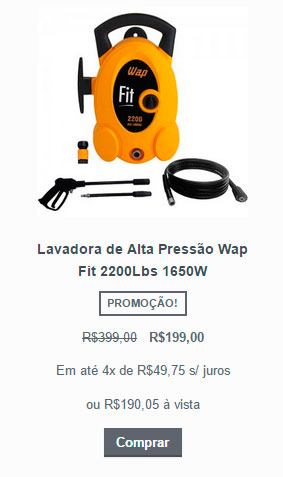 Wap
Fit
2200
Lavadora de Alta Pressão Wap
Fit 2200Lbs 1650W
PROMOÇÃO!
R$399,00 R$199,00
Em até 4x de R$49,75 s/ juros
ou R$190,05 à vista
Comprar